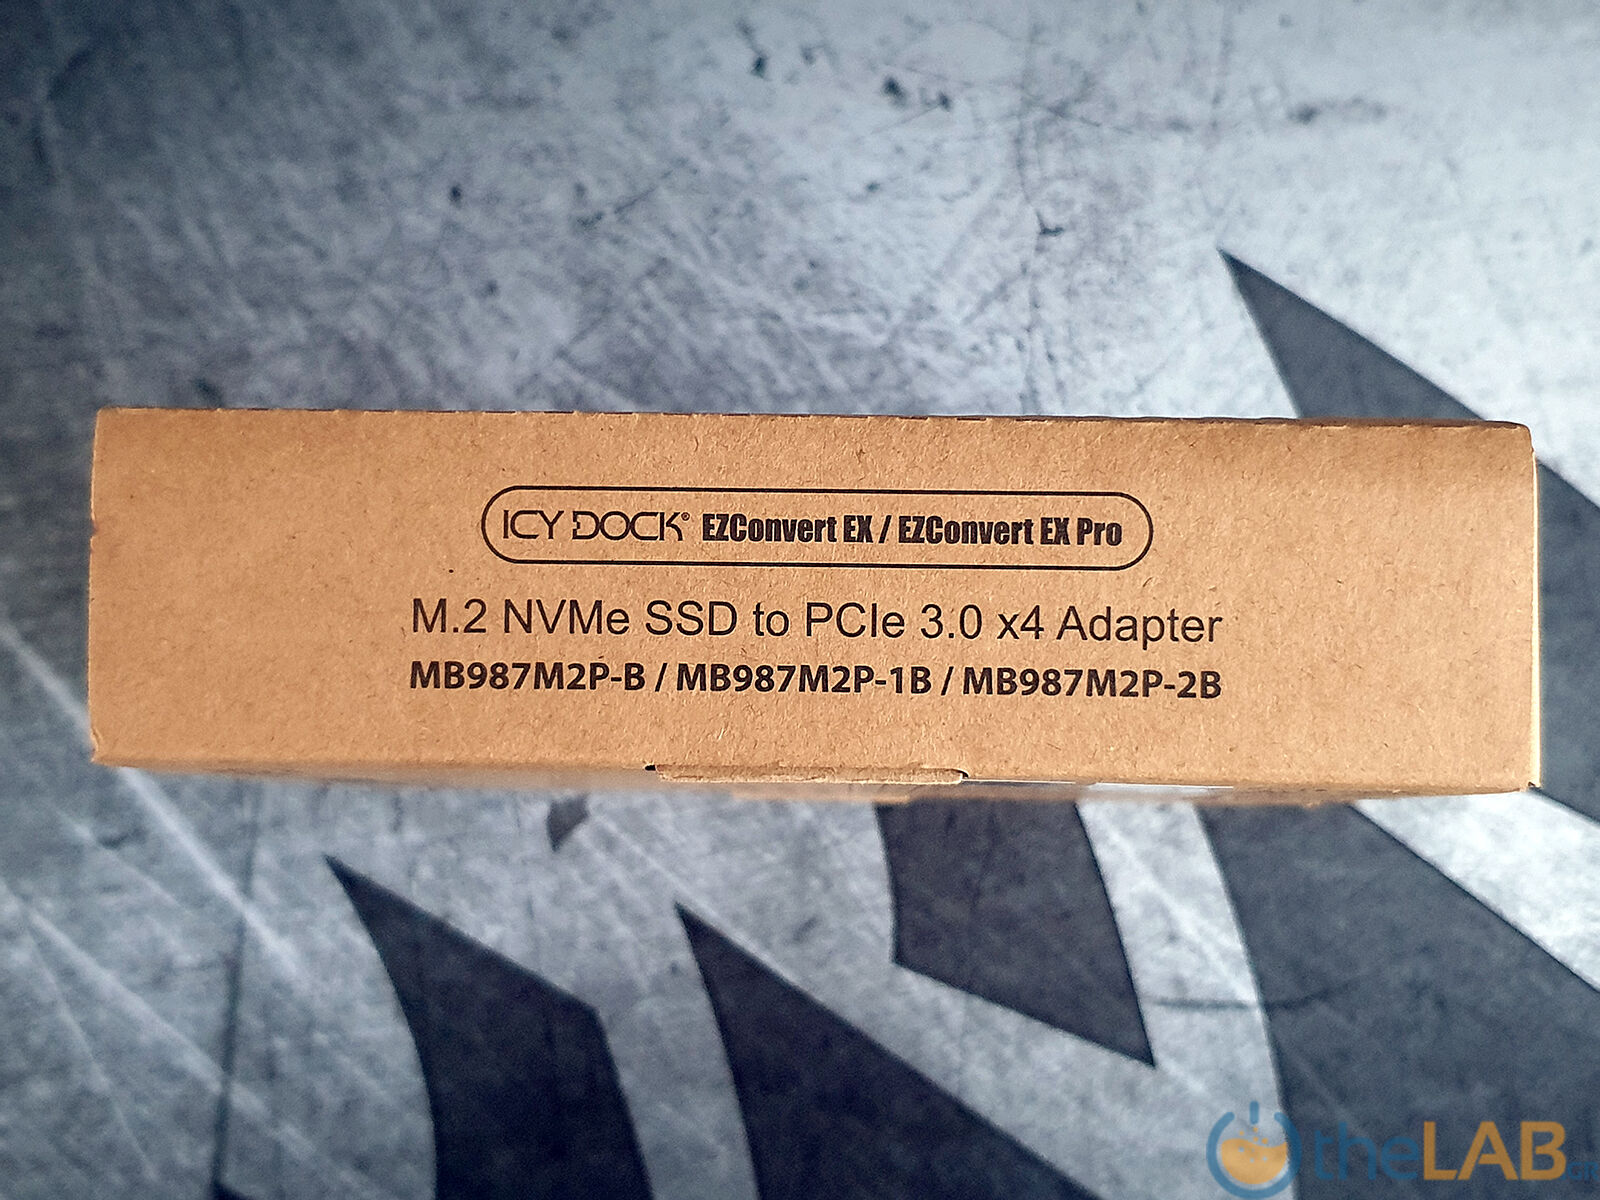 ICY DOCK® EZConvert EX / EZConvert EX Pro
M.2 NVMe SSD to PCIe 3.0 x4 Adapter
MB987M2P-B / MB987M2P-1B / MB987M2P-2B
theLAB